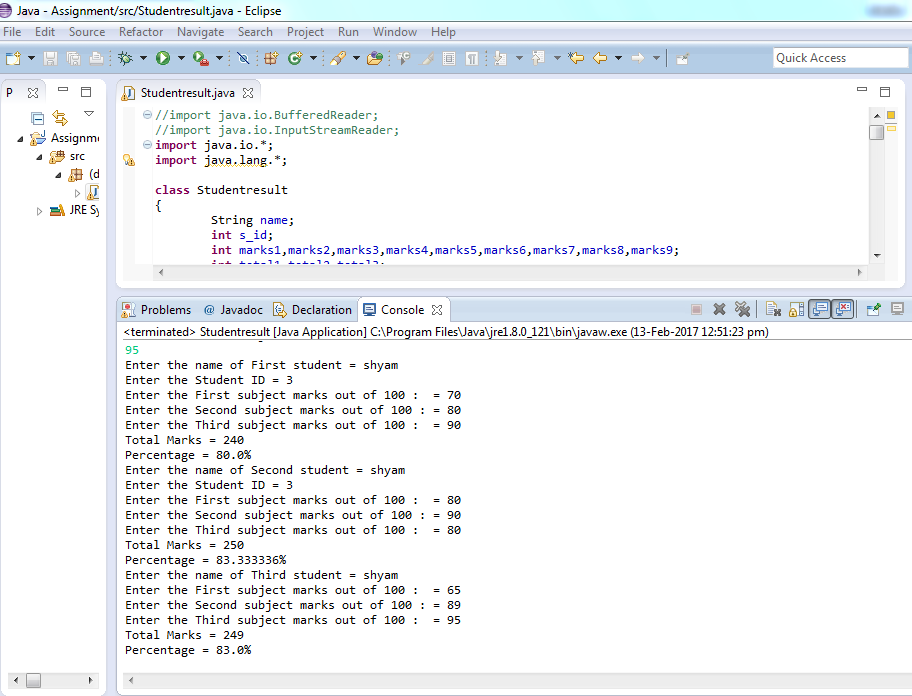 Java - Assignment/src/Studentresult.java - Eclipse
File Edit Source Refactor Navigate Search Project Run Window Help
Quick Access
P
Studentresult.java
Assignm
src
(d
J
JRE Sy
//import java.io.BufferedReader;
//import java.io.InputStreamReader;
import java.io.*;
import java.lang.*;
class Studentresult
{
String name;
int s_id;
int marks1,marks2,marks3,marks4,marks5,marks6,marks7,marks8,marks9;
int total1,total2,total3;
Problems @ Javadoc Declaration Console
<terminated> Studentresult [Java Application] C:\Program Files\Java\jre1.8.0_121\bin\javaw.exe (13-Feb-2017 12:51:23 pm)
95
Enter the name of First student = shyam
Enter the Student ID = 3
Enter the First subject marks out of 100 :  = 70
Enter the Second subject marks out of 100 : = 80
Enter the Third subject marks out of 100 :  = 90
Total Marks = 240
Percentage = 80.0%
Enter the name of Second student = shyam
Enter the Student ID = 3
Enter the First subject marks out of 100 :  = 80
Enter the Second subject marks out of 100 : = 90
Enter the Third subject marks out of 100 :  = 80
Total Marks = 250
Percentage = 83.333336%
Enter the name of Third student = shyam
Enter the First subject marks out of 100 :  = 65
Enter the Second subject marks out of 100 : = 89
Enter the Third subject marks out of 100 :  = 95
Total Marks = 249
Percentage = 83.0%